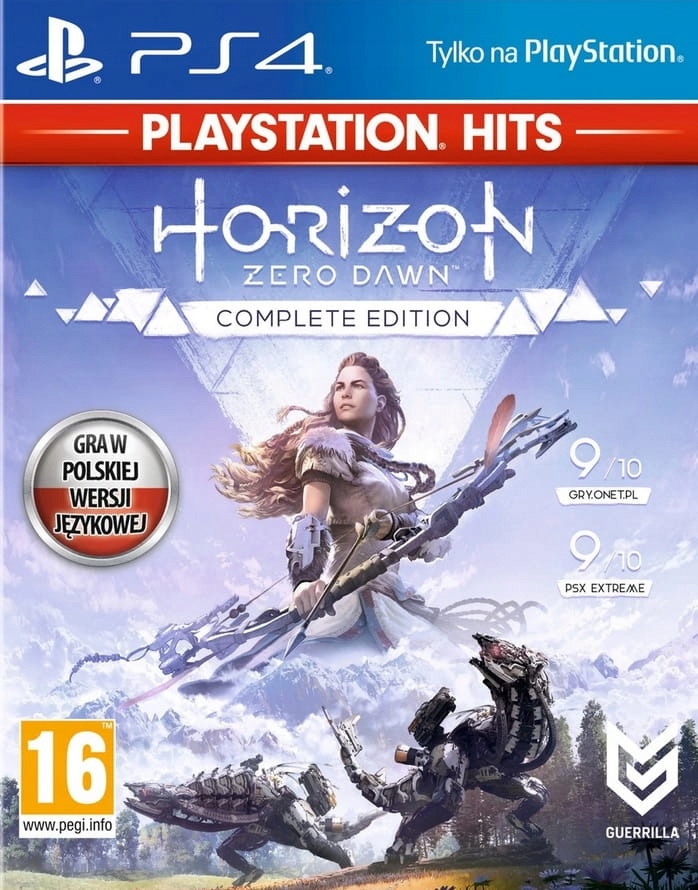 PS4® Tylko na PlayStation®
PLAYSTATION® HITS
HORIZON
ZERO DAWN™
COMPLETE EDITION
GRA W
POLSKIEJ
WERSJI
JĘZYKOWEJ
9/10
GRY.ONET.PL
9/10
PSX EXTREME
16™
www.pegi.info
GUERRILLA